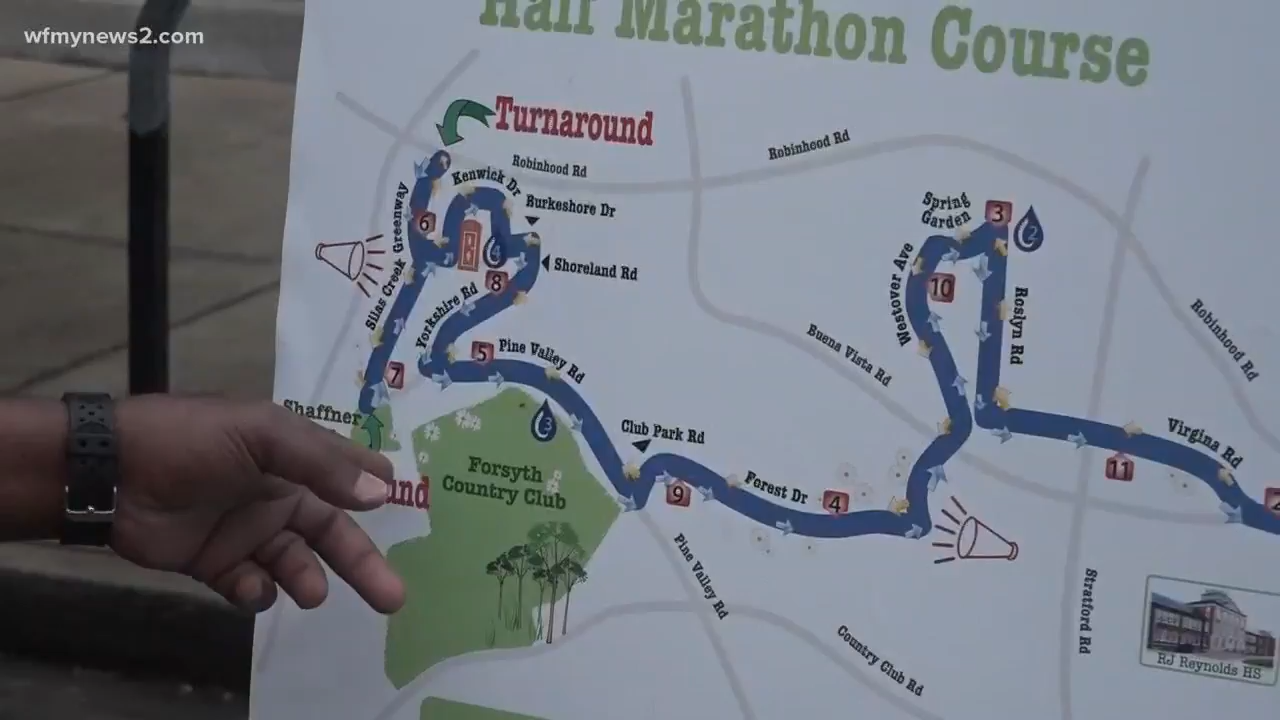 wfmynews2.com
Half Marathon Course
Turnaround
Robinhood Rd
Robinhood Rd
Kenwick Dr
Burkeshore Dr
Shoreland Rd
6
4
8
Silas Creek Greenway
Yorkshire Rd
5
Pine Valley Rd
7
Shaffner
und
3
Forsyth
Country Club
Club Park Rd
9
Forest Dr
4
Pine Valley Rd
Country Club Rd
Spring
Garden
3
2
Westover Ave
10
Roslyn Rd
Buena Vista Rd
Robinhood Rd
Virgina Rd
11
Stratford Rd
RJ Reynolds HS